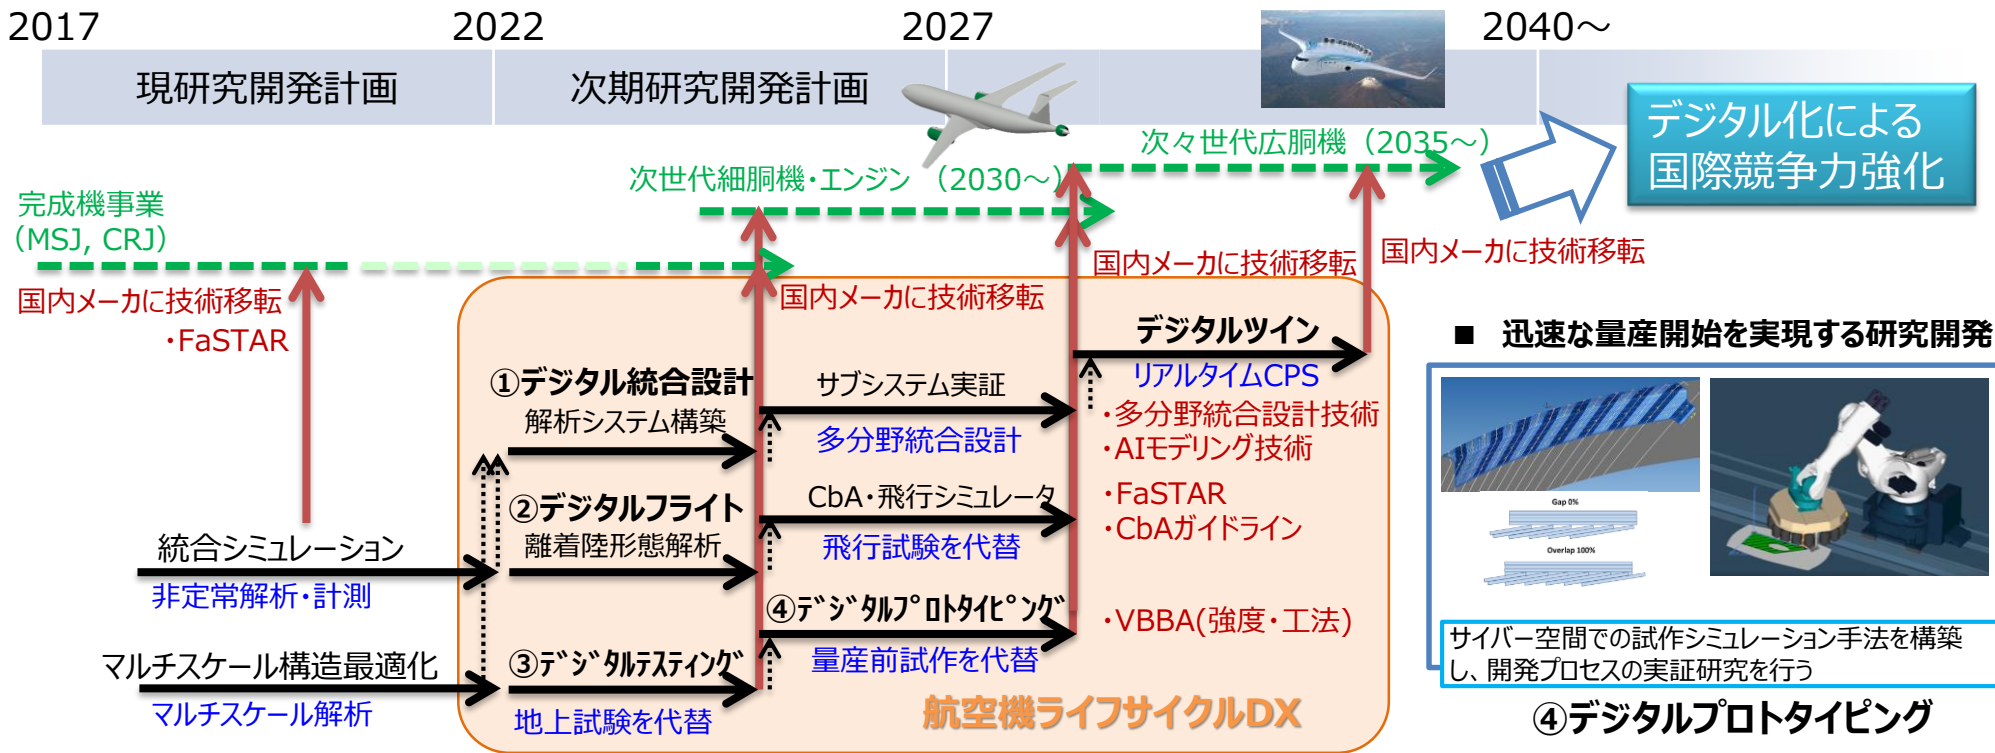 2017
2022
2027
2040～
現研究開発計画
次期研究開発計画
デジタル化による
国際競争力強化
次々世代広胴機（2035～）
次世代細胴機・エンジン （2030～）
完成機事業
（MSJ, CRJ）
国内メーカに技術移転
・FaSTAR
国内メーカに技術移転
国内メーカに技術移転
国内メーカに技術移転
デジタルツイン
リアルタイムCPS
①デジタル統合設計
解析システム構築
サブシステム実証
多分野統合設計
・多分野統合設計技術
・AIモデリング技術
②デジタルフライト
離着陸形態解析
CbA・飛行シミュレータ
飛行試験を代替
・FaSTAR
・CbAガイドライン
統合シミュレーション
非定常解析・計測
④ﾃﾞｼﾞﾀﾙﾌﾟﾛﾄﾀｲﾋﾟﾝｸﾞ
量産前試作を代替
・VBBA(強度・工法)
マルチスケール構造最適化
マルチスケール解析
③ﾃﾞｼﾞﾀﾙﾃｽﾃｨﾝｸﾞ
地上試験を代替
航空機ライフサイクルDX
■ 迅速な量産開始を実現する研究開発
Gap 0%
Overlap 100%
サイバー空間での試作シミュレーション手法を構築
し、開発プロセスの実証研究を行う
④デジタルプロトタイピング